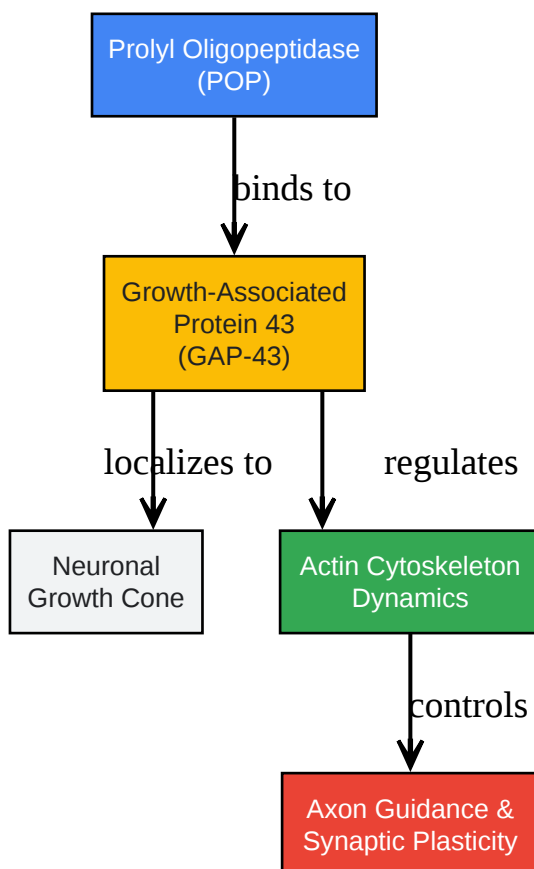 Prolyl Oligopeptidase
(POP)
binds to
Growth-Associated
Protein 43
(GAP-43)
localizes to
regulates
Neuronal
Growth Cone
Actin Cytoskeleton
Dynamics
controls
Axon Guidance &
Synaptic Plasticity